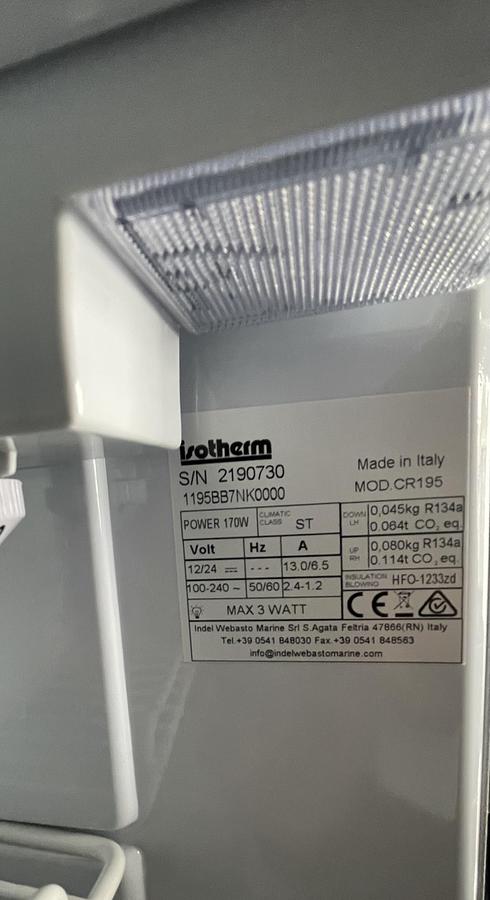 isotherm
S/N 2190730
Made in Italy
1195BB7NK0000
MOD.CR195
POWER 170W
CLIMATIC CLASS ST
DOWN LH 0,045kg R134a
0.064t CO2 eq.
Volt Hz A
UP RH 0,080kg R134a
0.114t CO2 eq.
12/24 --- 13.0/6.5
100-240 ~ 50/60 2.4-1.2
INSULATION BLOWING HFO-1233zd
MAX 3 WATT
CE
Indel Webasto Marine Srl S.Agata Feltria 47866(RN) Italy
Tel.+39 0541 848030 Fax.+39 0541 848563
info@indelwebastomarine.com